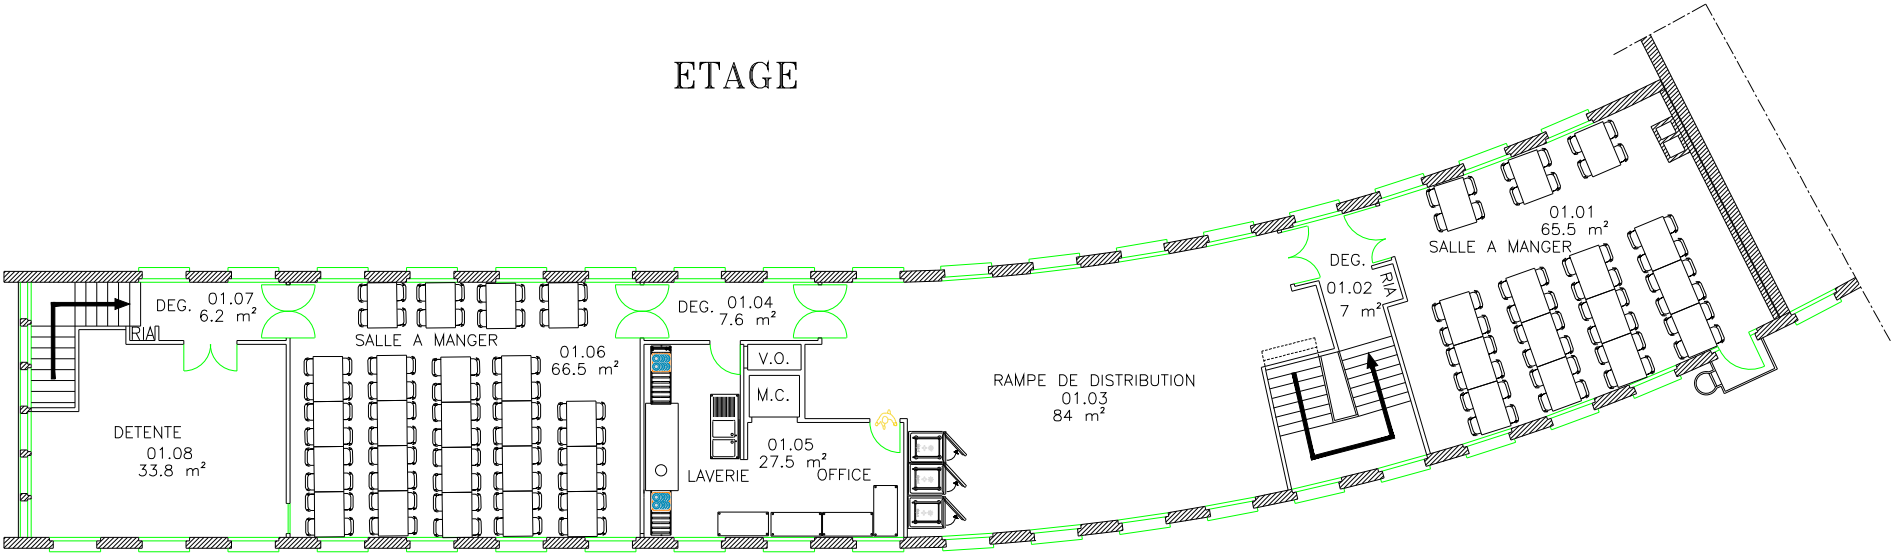 ETAGE
DEG. 01.07
6.2 m²
RIA
SALLE A MANGER
01.06
66.5 m²
DETENTE
01.08
33.8 m²
DEG. 01.04
7.6 m²
V.O.
M.C.
01.05
27.5 m²
LAVERIE
OFFICE
RAMPE DE DISTRIBUTION
01.03
84 m²
DEG.
01.02
7 m²
RIA
01.01
65.5 m²
SALLE A MANGER